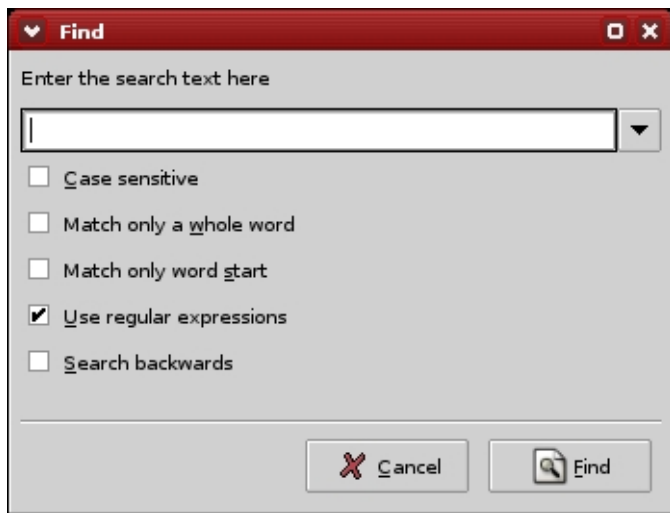 Find
Enter the search text here
Case sensitive
Match only a whole word
Match only word start
Use regular expressions
Search backwards
Cancel
Find